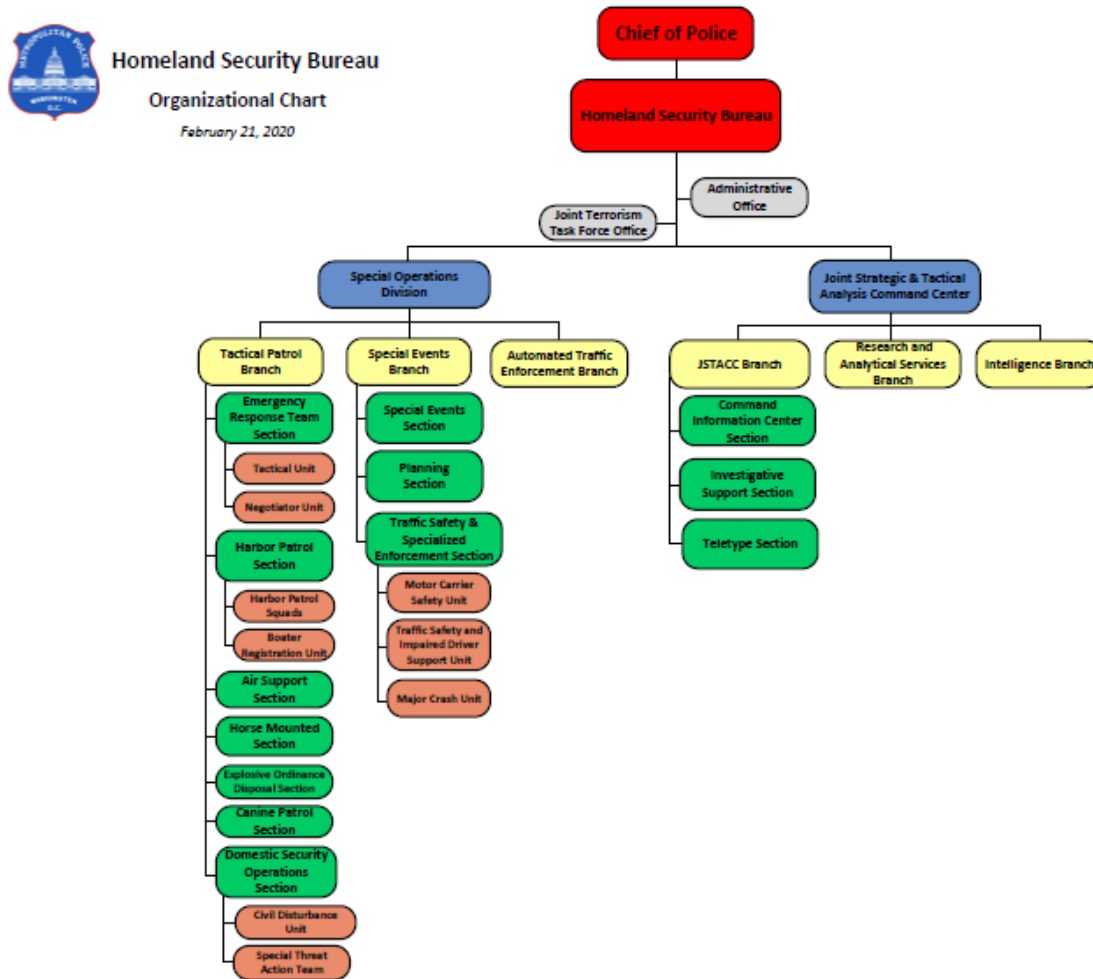 METROPOLITAN POLICE
WASHINGTON
D.C.
Homeland Security Bureau
Organizational Chart
February 21, 2020
Chief of Police
Homeland Security Bureau
Administrative
Office
Joint Terrorism
Task Force Office
Special Operations
Division
Joint Strategic & Tactical
Analysis Command Center
Tactical Patrol
Branch
Special Events
Branch
Automated Traffic
Enforcement Branch
JSTACC Branch
Research and
Analytical Services
Branch
Intelligence Branch
Emergency
Response Team
Section
Tactical Unit
Negotiator Unit
Harbor Patrol
Section
Harbor Patrol
Squads
Boater
Registration Unit
Air Support
Section
Horse Mounted
Section
Explosive Ordinance
Disposal Section
Canine Patrol
Section
Domestic Security
Operations
Section
Civil Disturbance
Unit
Special Threat
Action Team
Special Events
Section
Planning
Section
Traffic Safety &
Specialized
Enforcement Section
Motor Carrier
Safety Unit
Traffic Safety and
Impaired Driver
Support Unit
Major Crash Unit
Command
Information Center
Section
Investigative
Support Section
Teletype Section